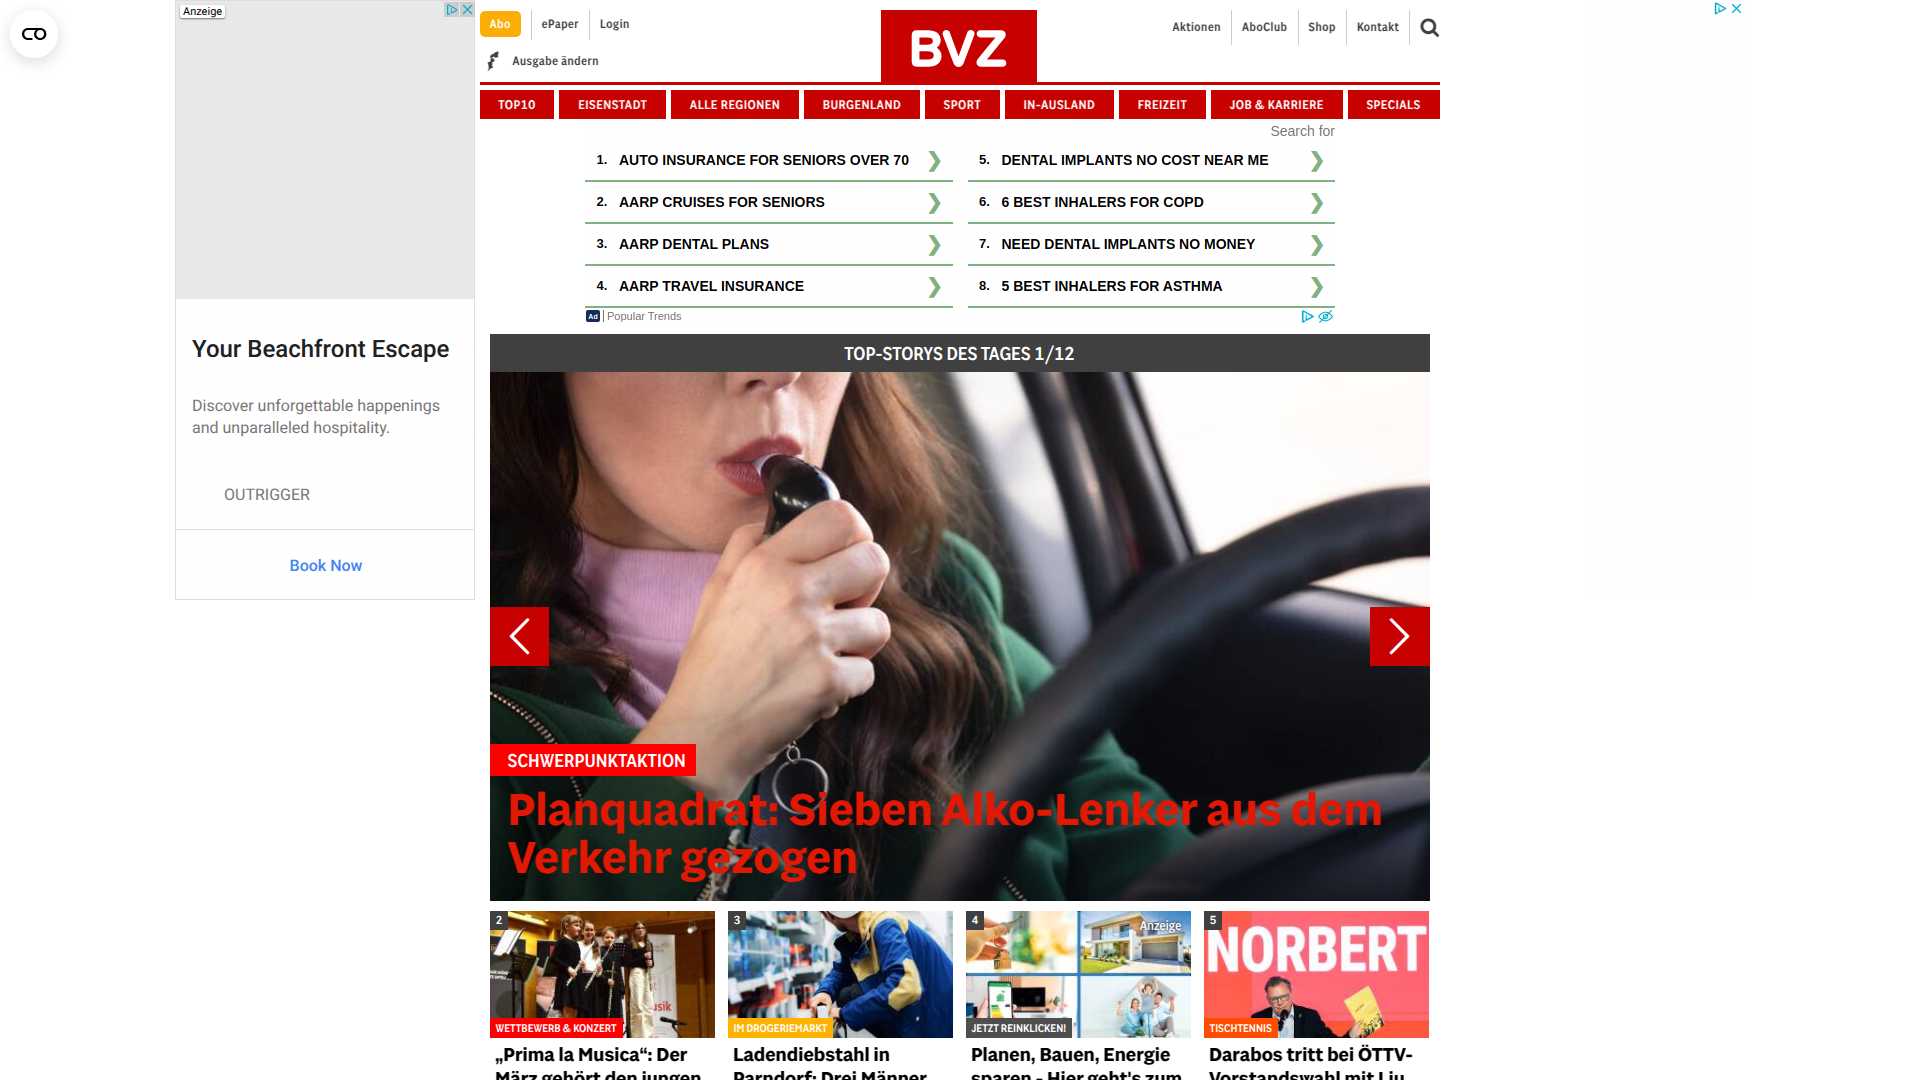 Anzeige
Your Beachfront Escape
Discover unforgettable happenings
and unparalleled hospitality.
OUTRIGGER
Book Now
Abo
ePaper
Login
Ausgabe ändern
BVZ
Aktionen
AboClub
Shop
Kontakt
TOP10
EISENSTADT
ALLE REGIONEN
BURGENLAND
SPORT
IN-AUSLAND
FREIZEIT
JOB & KARRIERE
SPECIALS
Search for
1. AUTO INSURANCE FOR SENIORS OVER 70
2. AARP CRUISES FOR SENIORS
3. AARP DENTAL PLANS
4. AARP TRAVEL INSURANCE
5. DENTAL IMPLANTS NO COST NEAR ME
6. 6 BEST INHALERS FOR COPD
7. NEED DENTAL IMPLANTS NO MONEY
8. 5 BEST INHALERS FOR ASTHMA
Ad | Popular Trends
TOP-STORYS DES TAGES 1/12
SCHWERPUNKTAKTION
Planquadrat: Sieben Alko-Lenker aus dem
Verkehr gezogen
2
WETTBEWERB & KONZERT
„Prima la Musica“: Der
März gehört den jungen
3
IM DROGERIEMARKT
Ladendiebstahl in
Parndorf: Drei Männer
4
Anzeige
JETZT REINKLICKEN!
Planen, Bauen, Energie
sparen - Hier geht's zum
5
NORBERT
TISCHTENNIS
Darabos tritt bei ÖTTV-
Vorstandswahl mit Liu